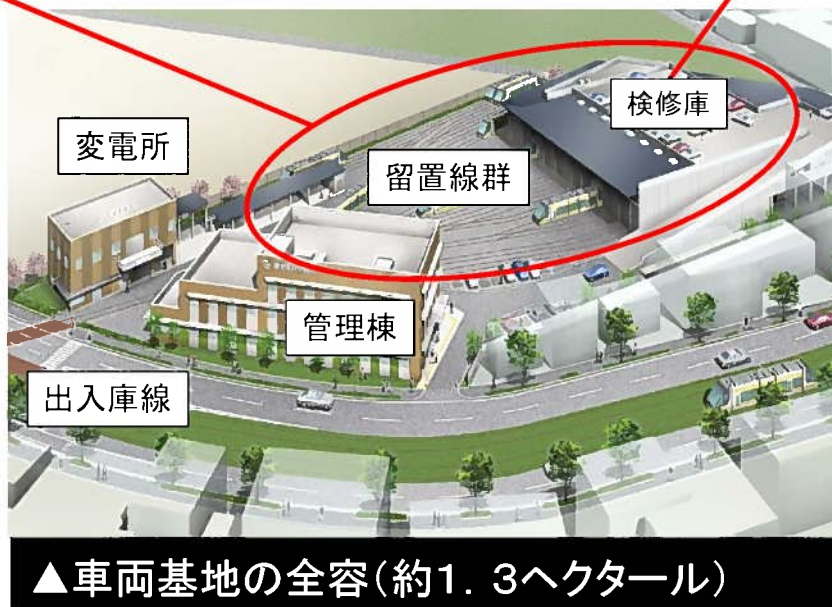 検修庫
変電所
留置線群
管理棟
出入庫線
▲車両基地の全容(約1.3ヘクタール)